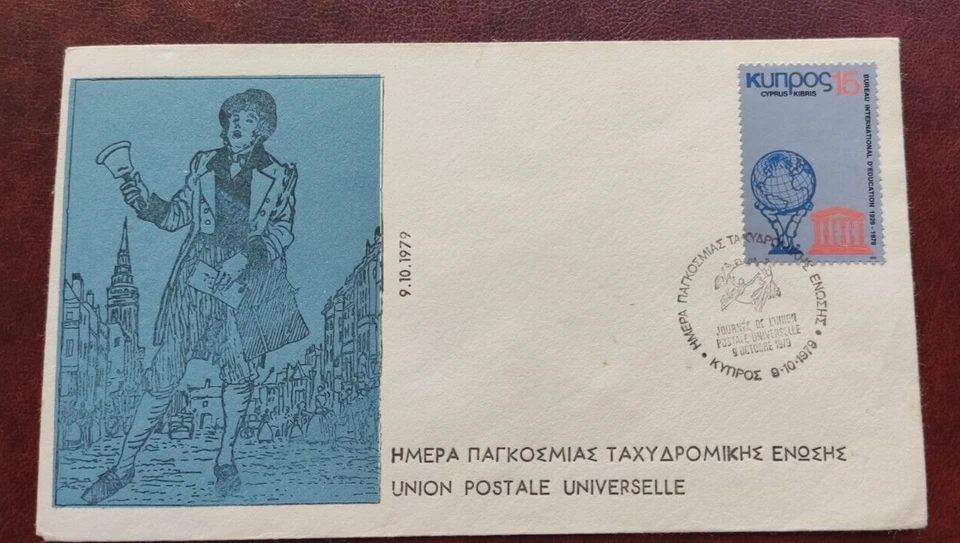 Κυπρος 15
CYPRUS KIBRIS
BUREAU INTERNATIONAL D'EDUCATION 1929-1979
9.10.1979
ΗΜΕΡΑ ΠΑΓΚΟΣΜΙΑΣ ΤΑΧΥΔΡΟΜΙΚΗΣ ΕΝΩΣΗΣ
JOURNÉE DE L'UNION
POSTALE UNIVERSELLE
9 OCTOBRE 1979
• ΚΥΠΡΟΣ 9·10·1979 •
ΗΜΕΡΑ ΠΑΓΚΟΣΜΙΑΣ ΤΑΧΥΔΡΟΜΙΚΗΣ ΕΝΩΣΗΣ
UNION POSTALE UNIVERSELLE